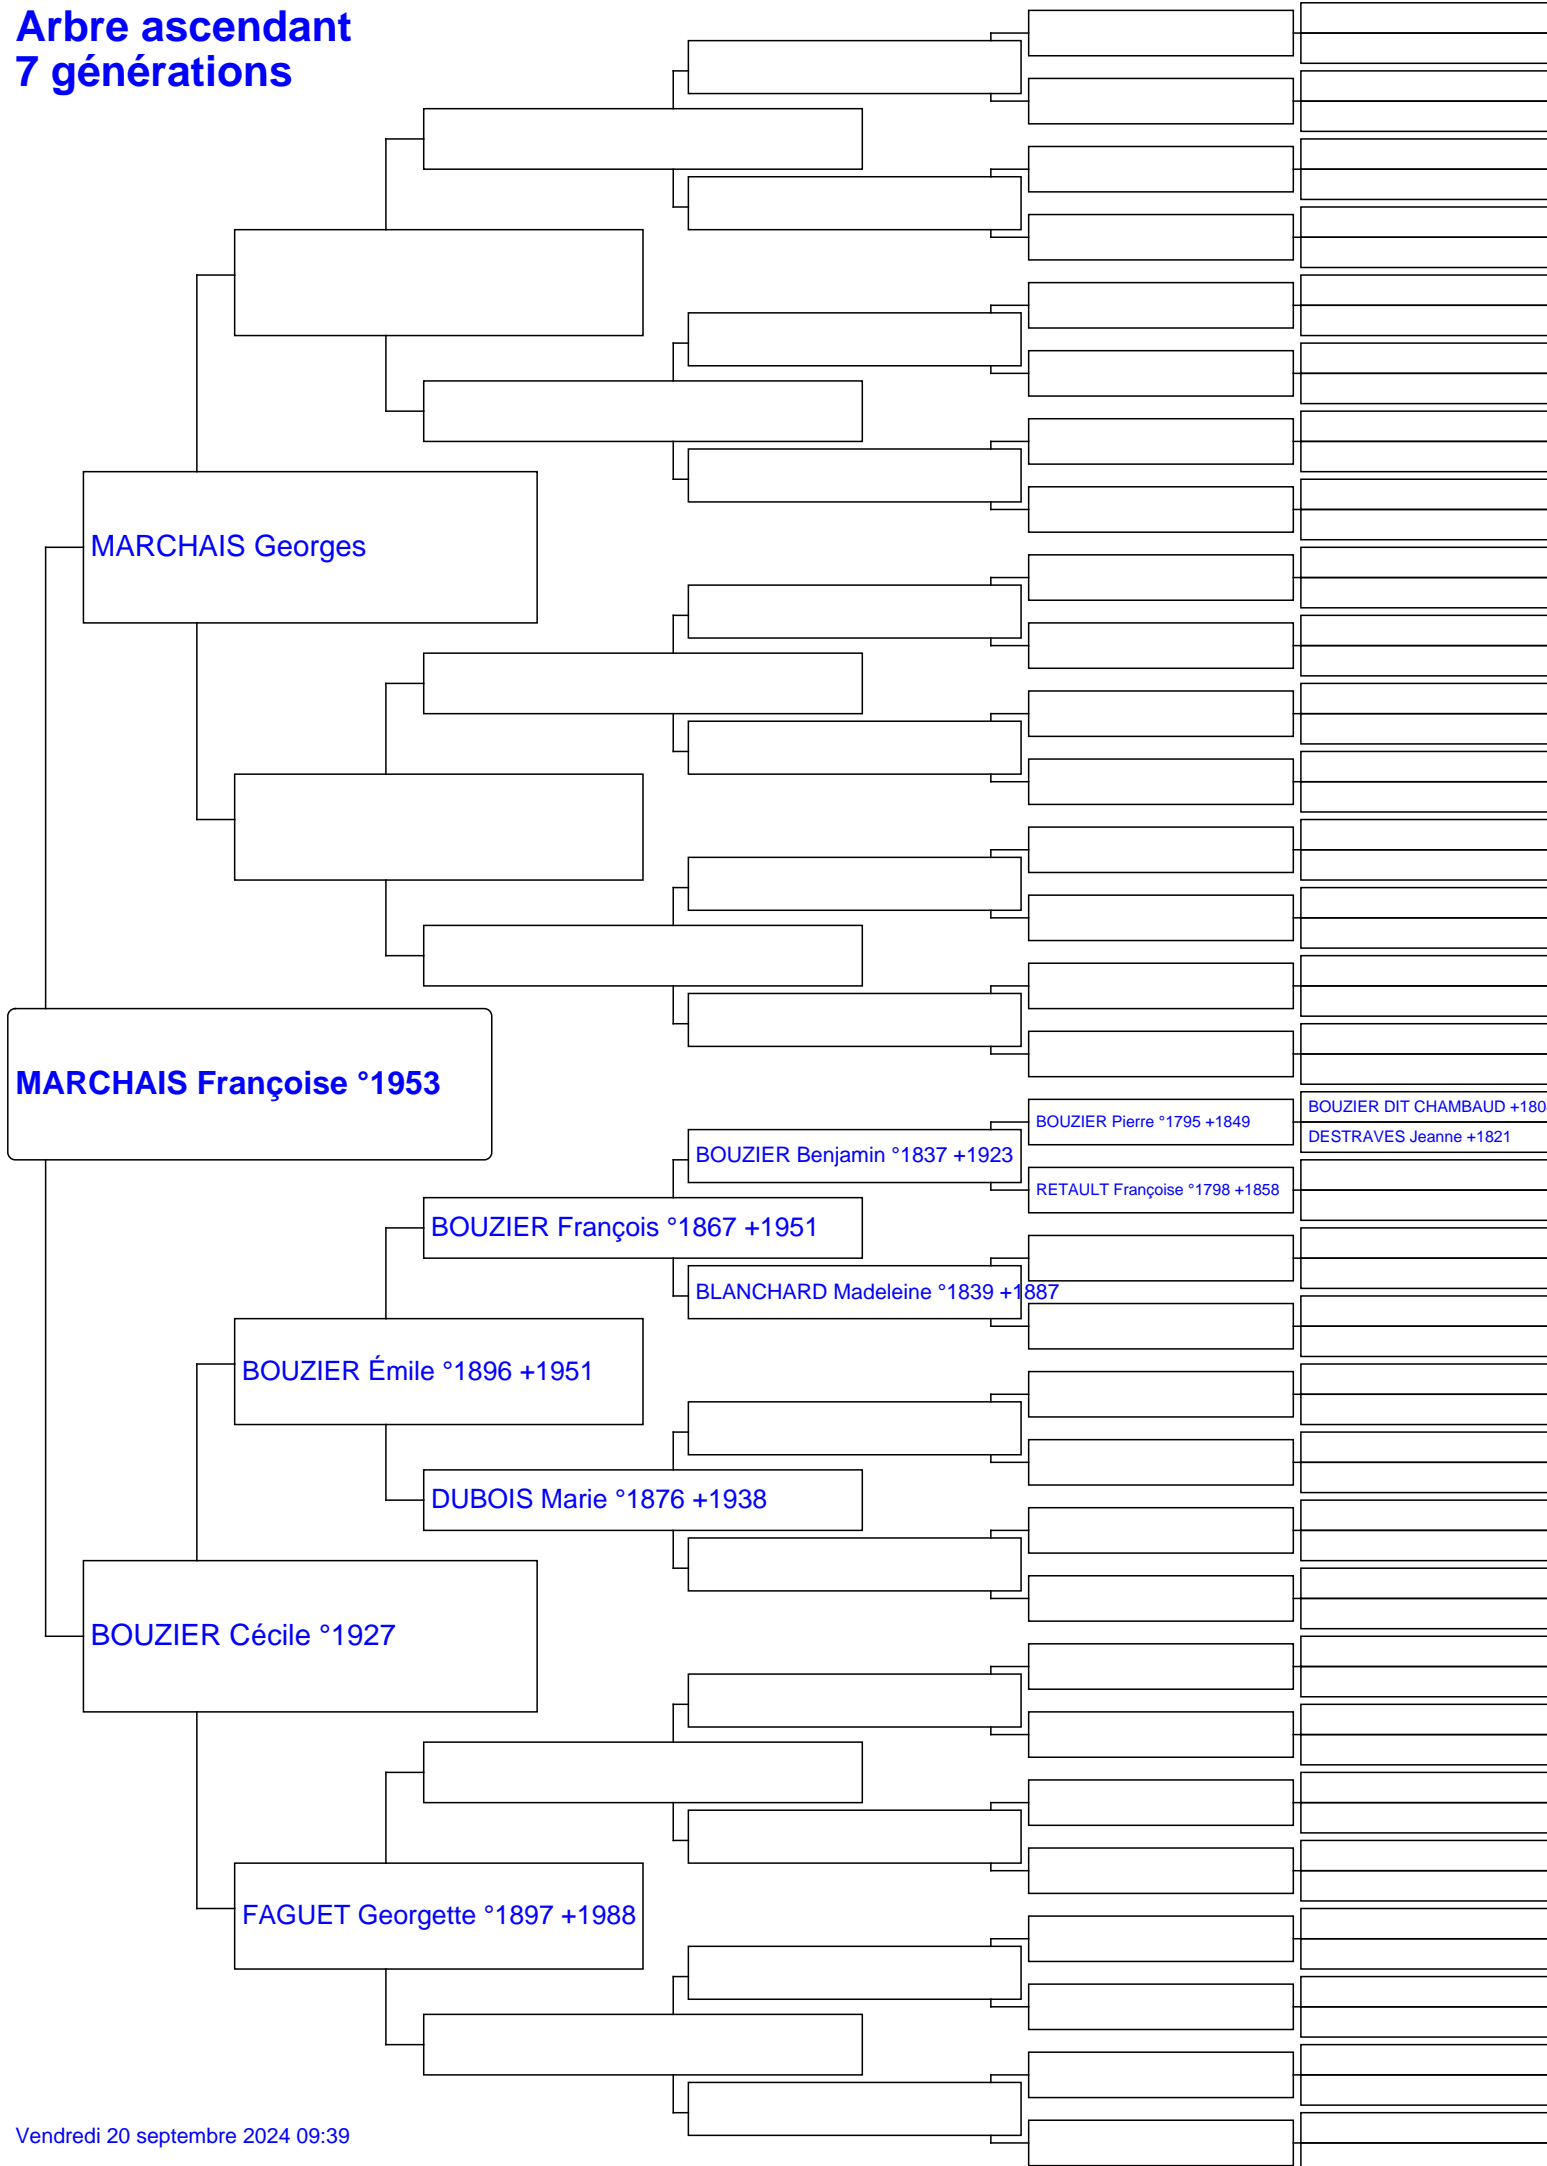 Arbre ascendant
7 générations
MARCHAIS Georges
MARCHAIS Françoise °1953
BOUZIER DIT CHAMBAUD
BOUZIER Pierre °1795 +1849
DESTRAVES Jeanne +1821
BOUZIER Benjamin °1837 +1923
RETAULT Françoise °1798 +1858
BOUZIER François °1867 +1951
BLANCHARD Madeleine °1839 +1887
BOUZIER Émile °1896 +1951
DUBOIS Marie °1876 +1938
BOUZIER Cécile °1927
FAGUET Georgette °1897 +1988
Vendredi 20 septembre 2024 09:39